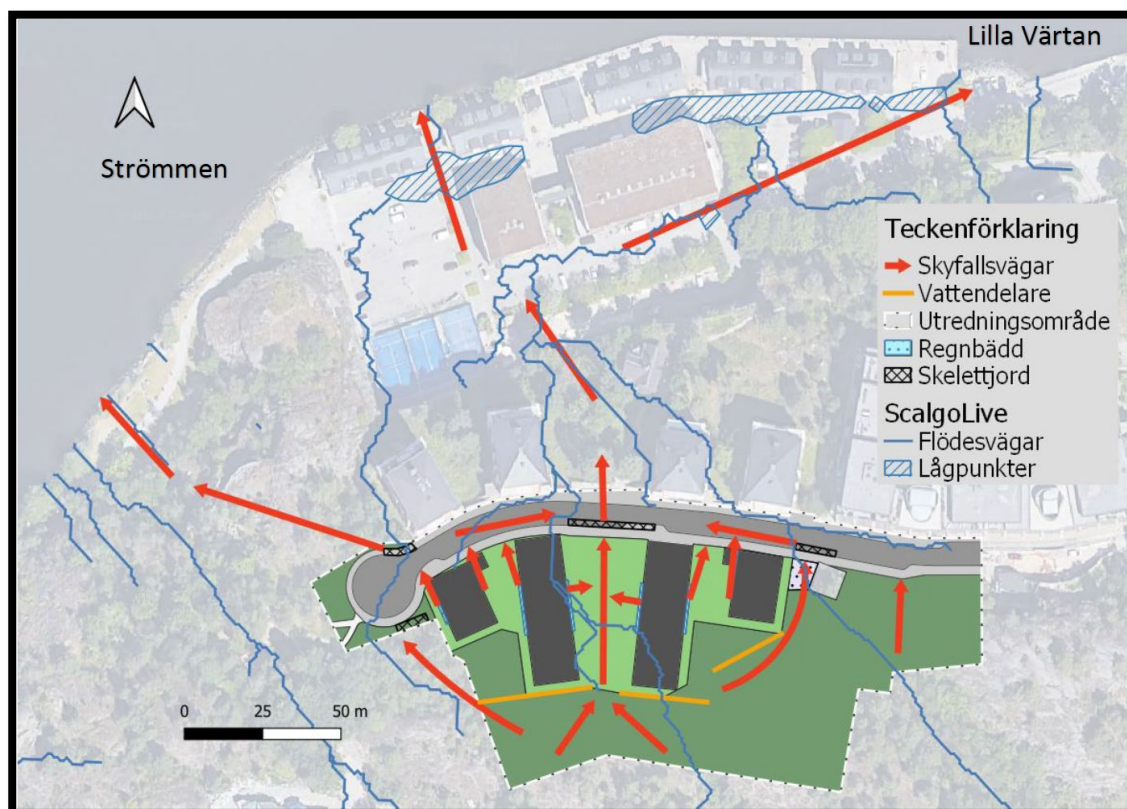 Lilla Värtan
Strömmen
Teckenförklaring
Skyfallsvägar
Vattendelare
Utredningsområde
Regnbädd
Skelettjord
ScalgoLive
Flödesvägar
Lågpunkter
0 25 50 m